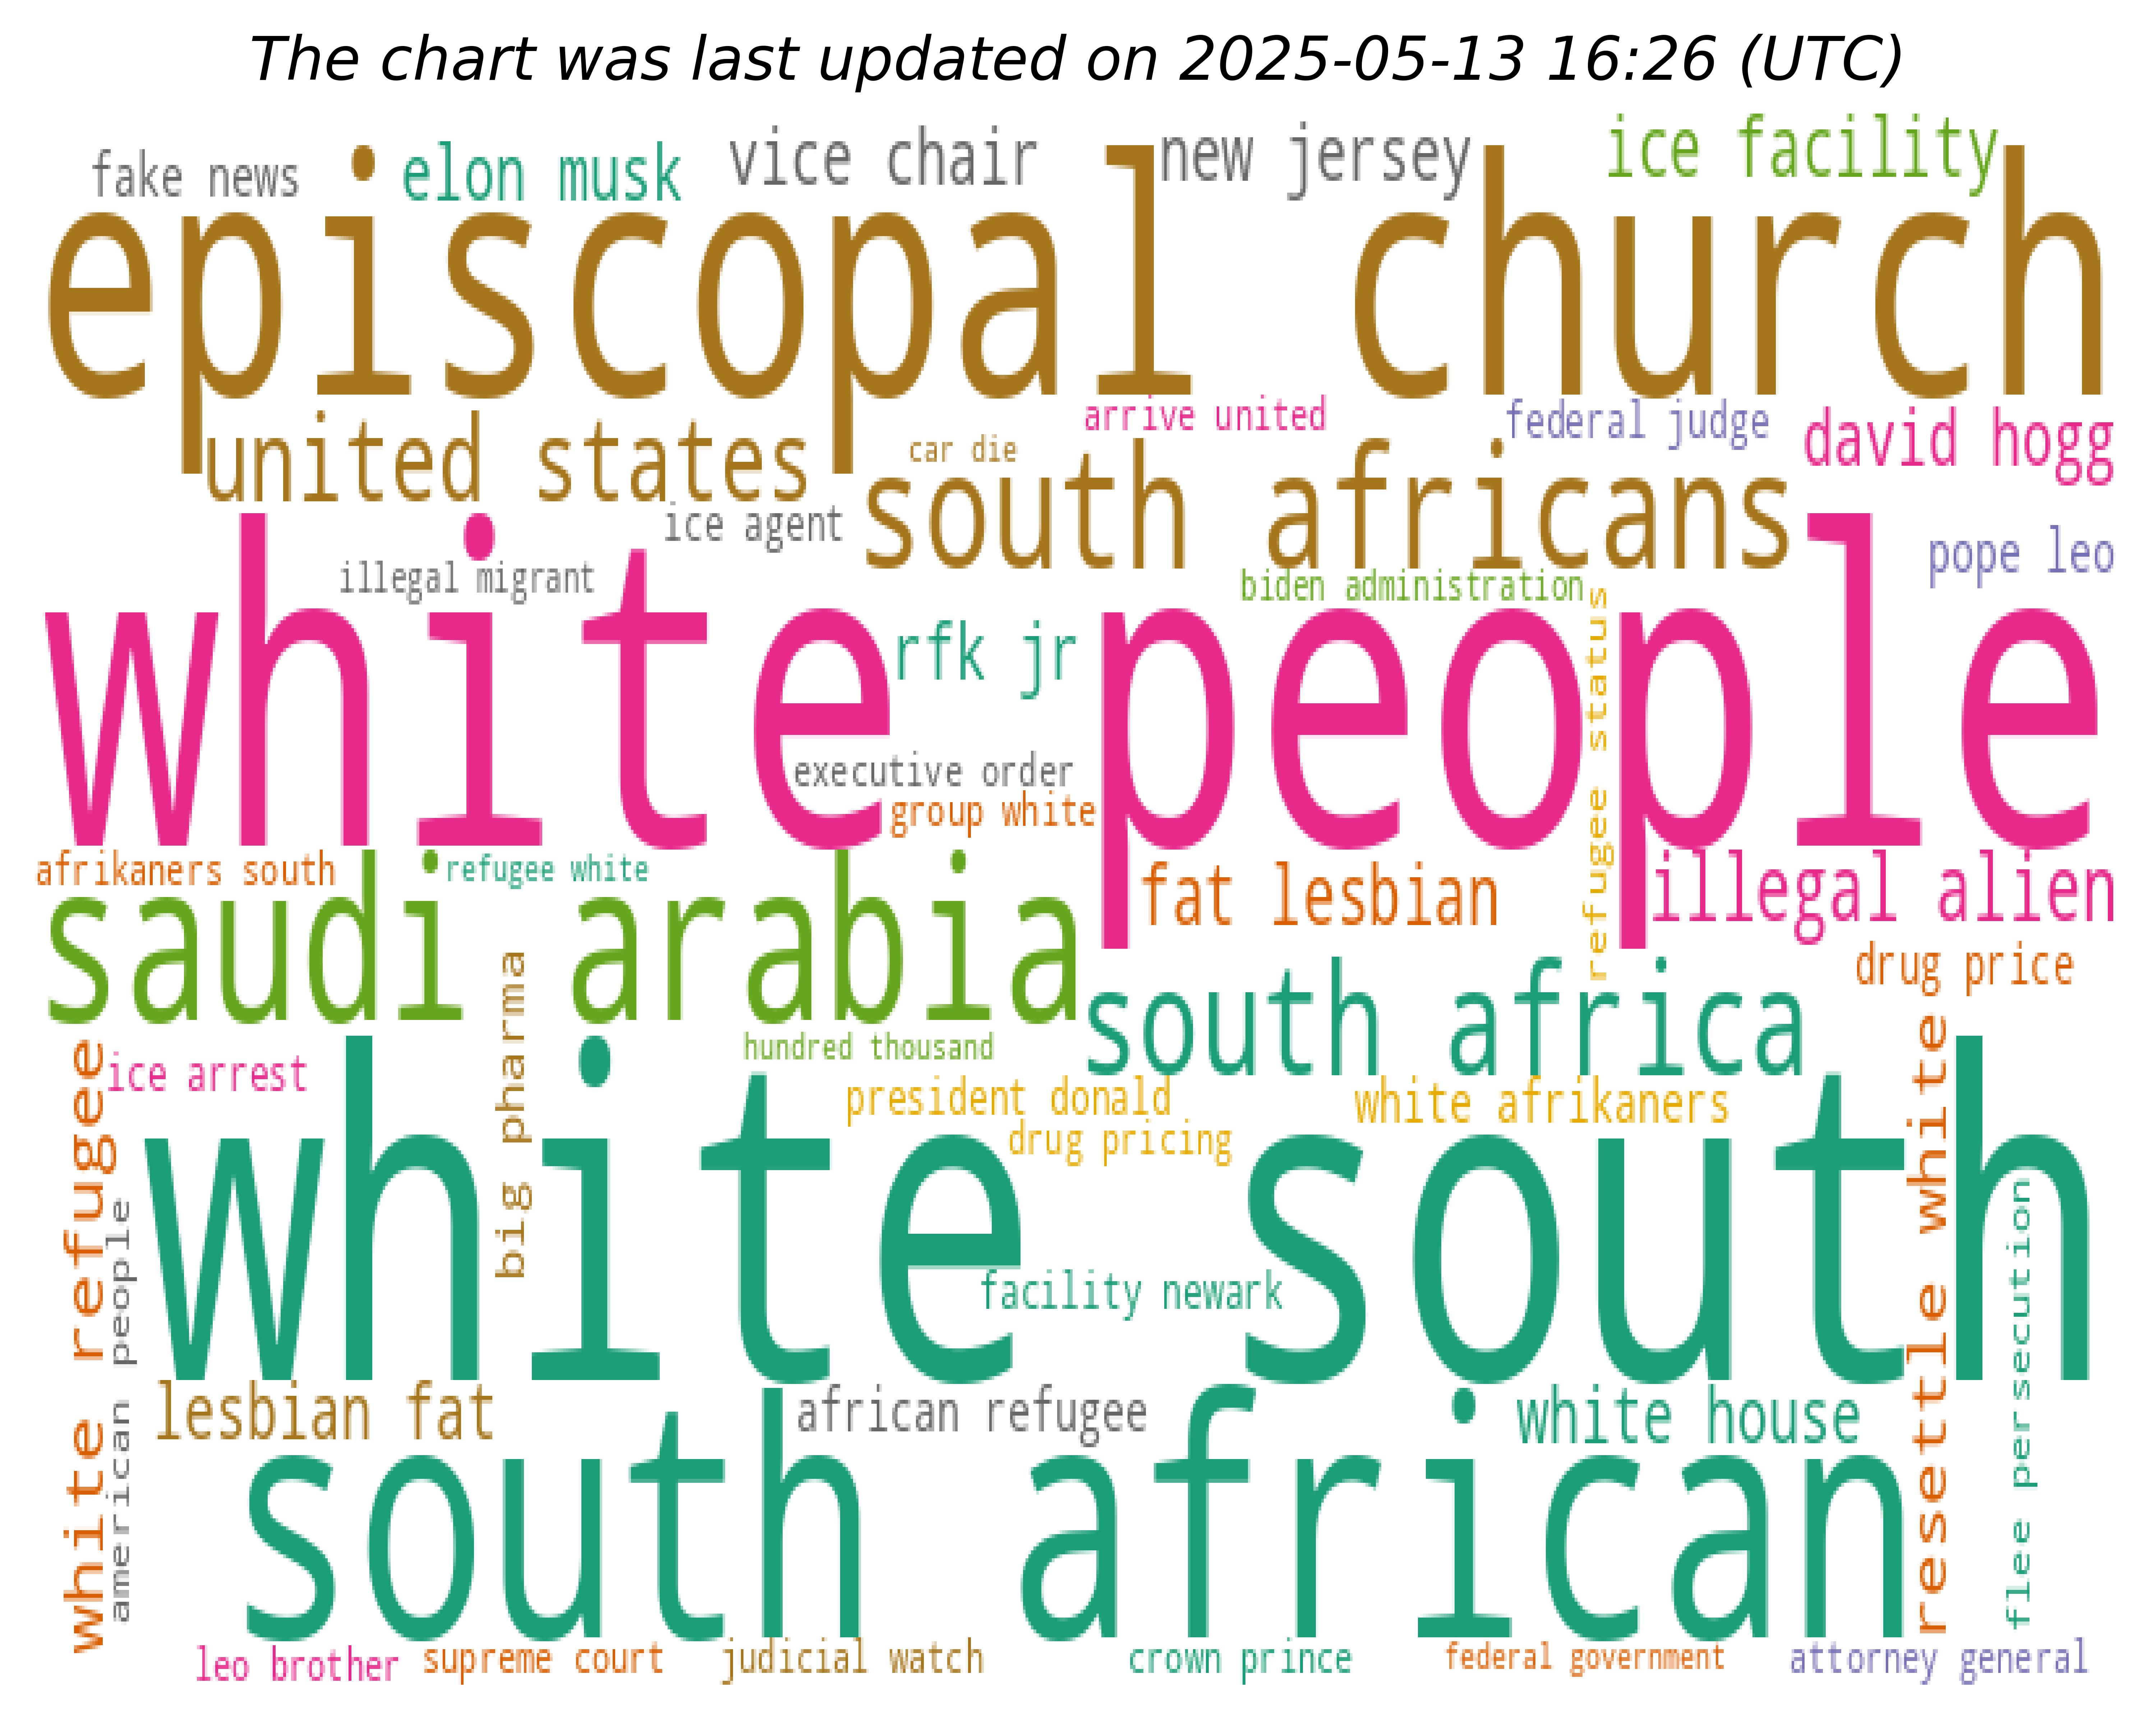 The chart was last updated on 2025-05-13 16:26 (UTC)
fake news
elon musk
vice chair
new jersey
ice facility
episcopal church
arrive united
federal judge
david hogg
united states
car die
south africans
ice agent
pope leo
illegal migrant
biden administration
white people
rfk jr
refugee status
executive order
group white
afrikaners south
refugee white
fat lesbian
illegal alien
saudi arabia
drug price
south africa
big pharma
hundred thousand
ice arrest
president donald
white afrikaners
drug pricing
white refugee
american people
white south
resettle white
flee persecution
facility newark
lesbian fat
african refugee
white house
south african
leo brother
supreme court
judicial watch
crown prince
federal government
attorney general